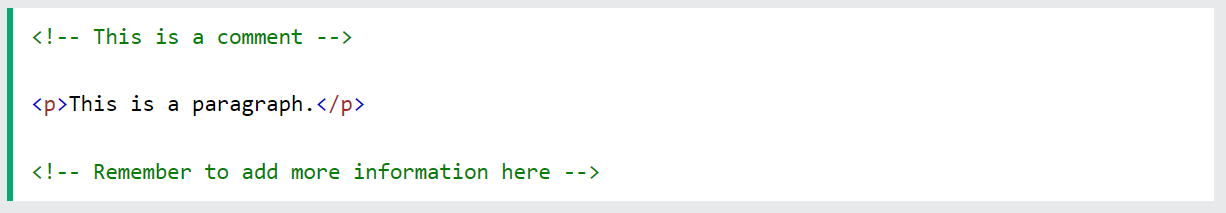 <!-- This is a comment -->
<p>This is a paragraph.</p>
<!-- Remember to add more information here -->